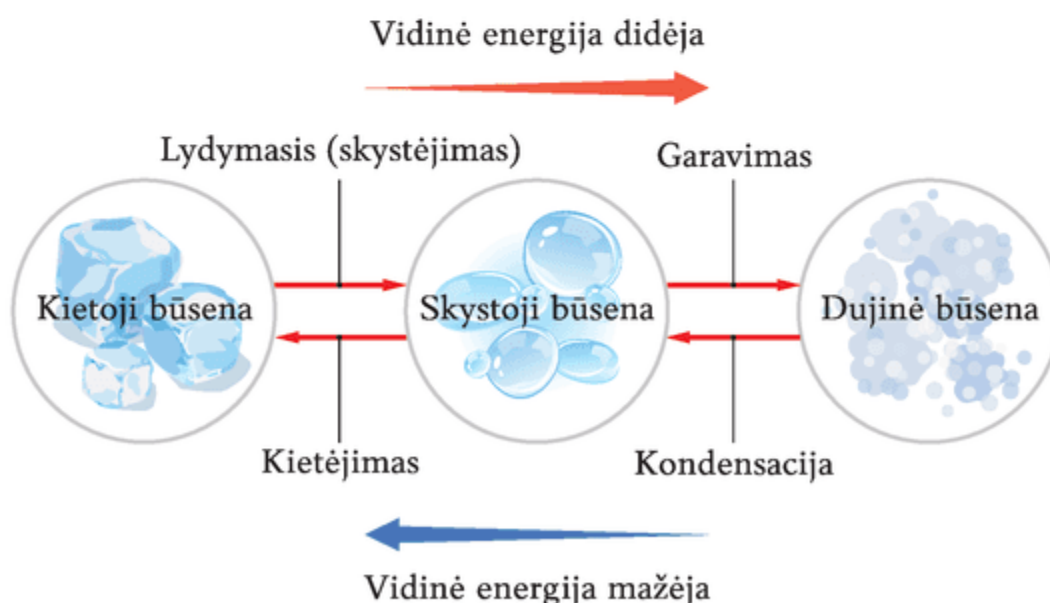 Vidinė energija didėja
Lydymasis (skystėjimas)
Garavimas
Kietoji būsena
Skystoji būsena
Dujinė būsena
Kietėjimas
Kondensacija
Vidinė energija mažėja